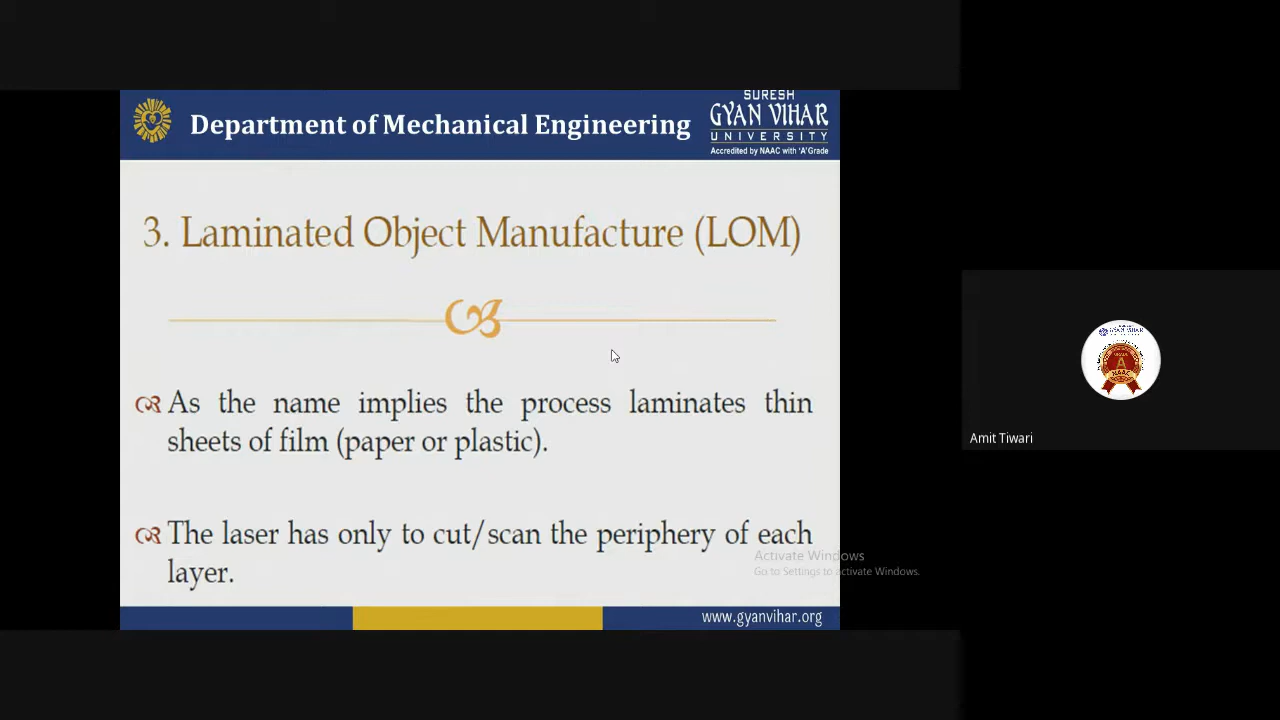 Department of Mechanical Engineering
SURESH
GYAN VIHAR
UNIVERSITY
Accredited by NAAC with 'A' Grade
3. Laminated Object Manufacture (LOM)
As the name implies the process laminates thin
sheets of film (paper or plastic).
The laser has only to cut/scan the periphery of each
layer.
Activate Windows
Go to Settings to activate Windows.
www.gyanvihar.org
GYAN VIHAR
A
NAAC
Amit Tiwari